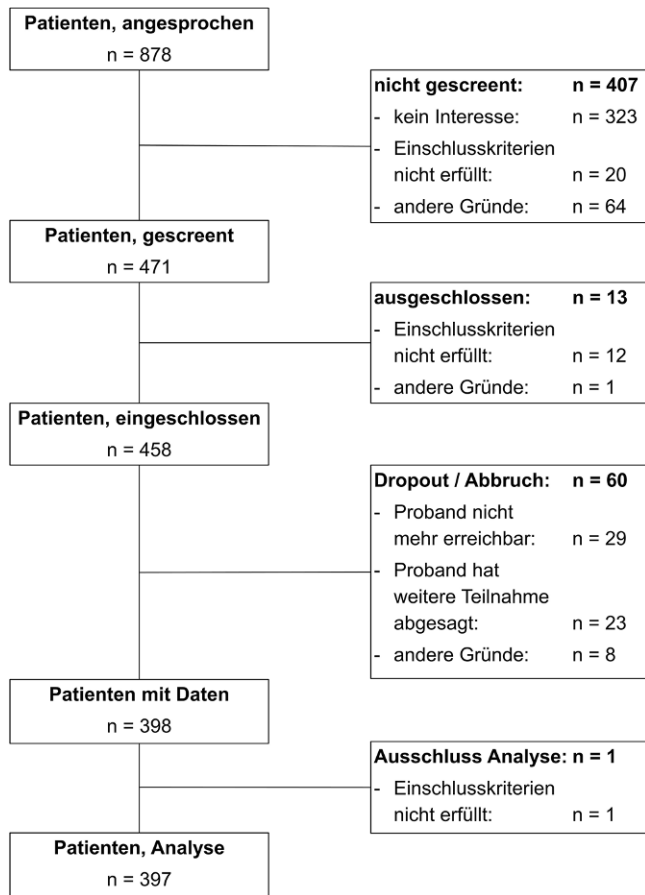 Patienten, angesprochen
n = 878
nicht gescreent: n = 407
- kein Interesse: n = 323
- Einschlusskriterien
nicht erfüllt: n = 20
- andere Gründe: n = 64
Patienten, gescreent
n = 471
ausgeschlossen: n = 13
- Einschlusskriterien
nicht erfüllt: n = 12
- andere Gründe: n = 1
Patienten, eingeschlossen
n = 458
Dropout / Abbruch: n = 60
- Proband nicht
mehr erreichbar: n = 29
- Proband hat
weitere Teilnahme
abgesagt: n = 23
- andere Gründe: n = 8
Patienten mit Daten
n = 398
Ausschluss Analyse: n = 1
- Einschlusskriterien
nicht erfüllt: n = 1
Patienten, Analyse
n = 397